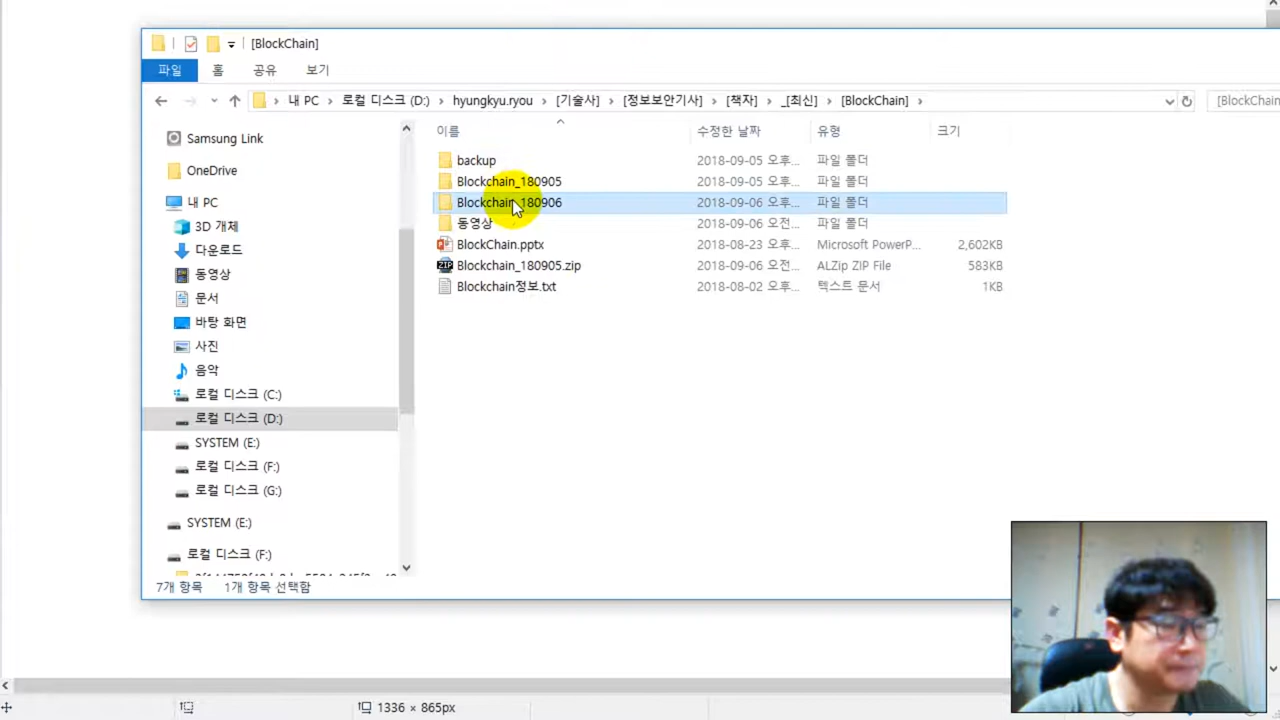 [BlockChain]
파일 홈 공유 보기
내 PC 로컬 디스크 (D:) hyungkyu.ryou [기술사] [정보보안기사] [책자] _[최신] [BlockChain] [BlockChain
Samsung Link
OneDrive
내 PC
3D 개체
다운로드
동영상
문서
바탕 화면
사진
음악
로컬 디스크 (C:)
로컬 디스크 (D:)
SYSTEM (E:)
로컬 디스크 (F:)
로컬 디스크 (G:)
SYSTEM (E:)
로컬 디스크 (F:)
이름 수정한 날짜 유형 크기
backup 2018-09-05 오후... 파일 폴더
Blockchain_180905 2018-09-05 오후... 파일 폴더
Blockchain_180906 2018-09-06 오후... 파일 폴더
동영상 2018-09-06 오전... 파일 폴더
BlockChain.pptx 2018-08-23 오후... Microsoft PowerP... 2,602KB
Blockchain_180905.zip 2018-09-06 오전... ALZip ZIP File 583KB
Blockchain정보.txt 2018-08-02 오후... 텍스트 문서 1KB
7개 항목 1개 항목 선택함
1336 × 865px